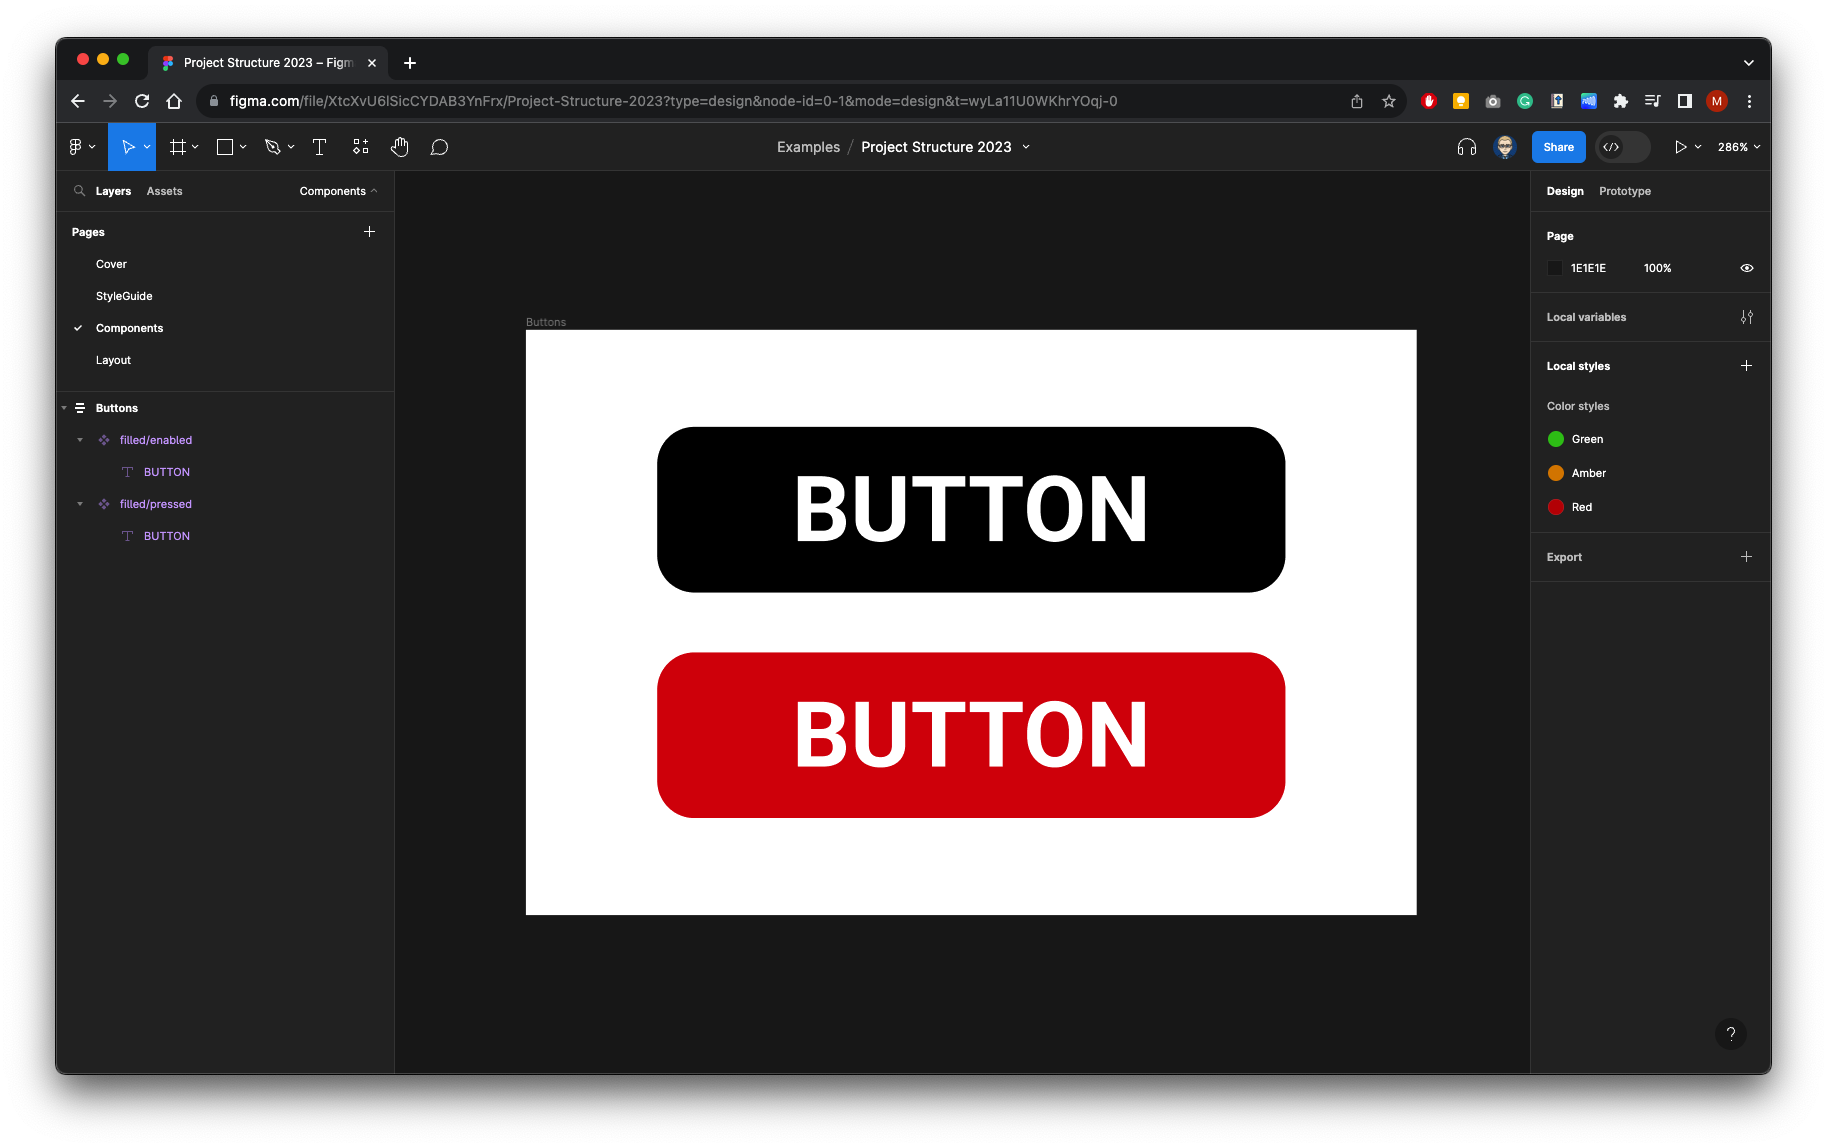 Project Structure 2023 – Figm
figma.com/file/XtcXvU6lSicCYDAB3YnFrx/Project-Structure-2023?type=design&node-id=0-1&mode=design&t=wyLa11U0WKhrYOqj-0
M
Examples / Project Structure 2023
Share
</>
286%
Layers Assets Components
Design Prototype
Pages
Cover
StyleGuide
Components
Layout
Buttons
filled/enabled
BUTTON
filled/pressed
BUTTON
Buttons
BUTTON
BUTTON
Page
1E1E1E 100%
Local variables
Local styles
Color styles
Green
Amber
Red
Export
?